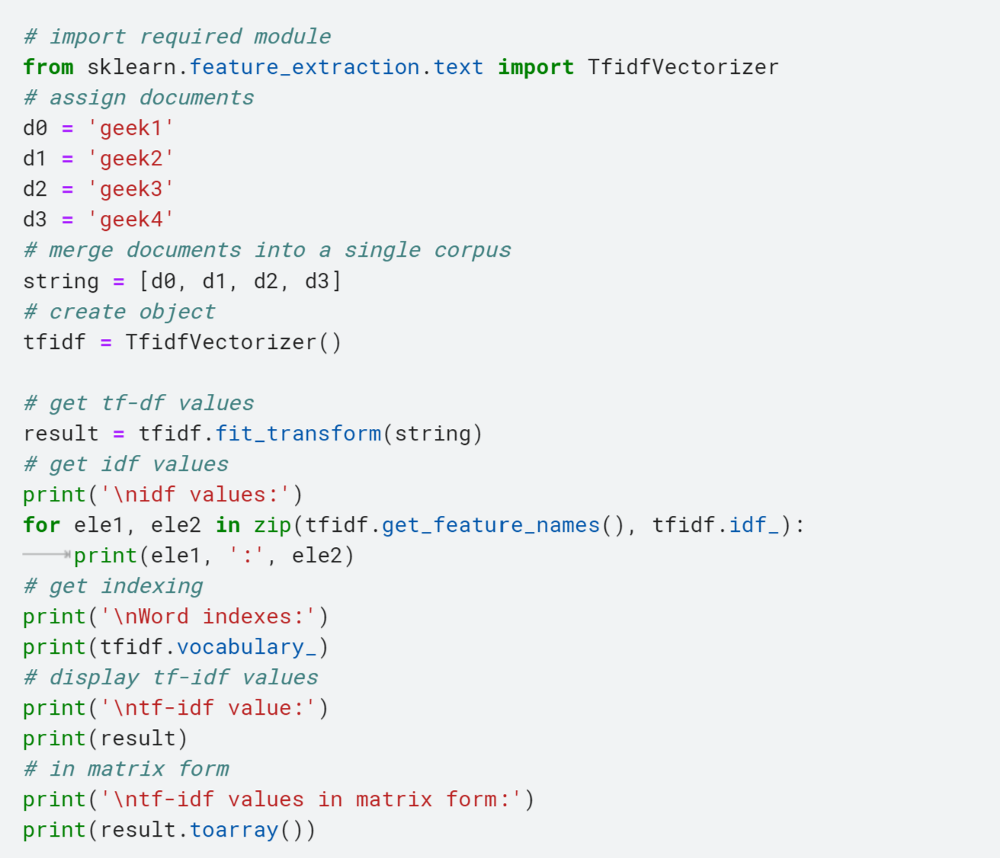 # import required module
from sklearn.feature_extraction.text import TfidfVectorizer
# assign documents
d0 = 'geek1'
d1 = 'geek2'
d2 = 'geek3'
d3 = 'geek4'
# merge documents into a single corpus
string = [d0, d1, d2, d3]
# create object
tfidf = TfidfVectorizer()

# get tf-df values
result = tfidf.fit_transform(string)
# get idf values
print('\nidf values:')
for ele1, ele2 in zip(tfidf.get_feature_names(), tfidf.idf_):
	print(ele1, ':', ele2)
# get indexing
print('\nWord indexes:')
print(tfidf.vocabulary_)
# display tf-idf values
print('\ntf-idf value:')
print(result)
# in matrix form
print('\ntf-idf values in matrix form:')
print(result.toarray())